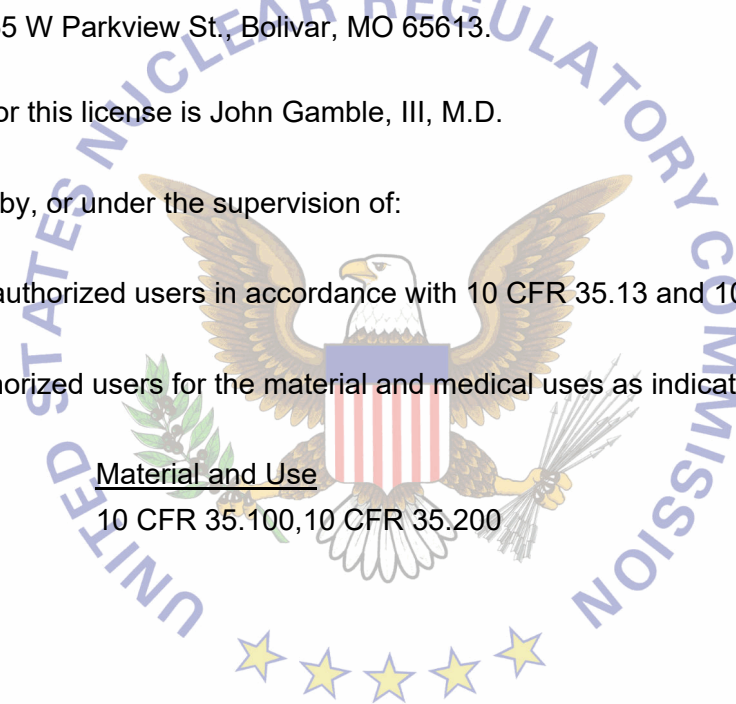 5 W Parkview St., Bolivar, MO 65613.
or this license is John Gamble, III, M.D.
by, or under the supervision of:
authorized users in accordance with 10 CFR 35.13 and 10
horized users for the material and medical uses as indicat
Material and Use
10 CFR 35.100,10 CFR 35.200
UNITED STATES NUCLEAR REGULATORY COMMISSION